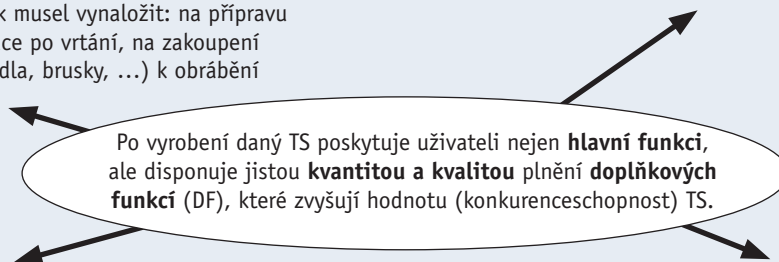 k musel vynaložit: na přípravu
ce po vrtání, na zakoupení
dla, brusky, …) k obrábění
Po vyrobení daný TS poskytuje uživateli nejen hlavní funkci,
ale disponuje jistou kvantitou a kvalitou plnění doplňkových
funkcí (DF), které zvyšují hodnotu (konkurenceschopnost) TS.